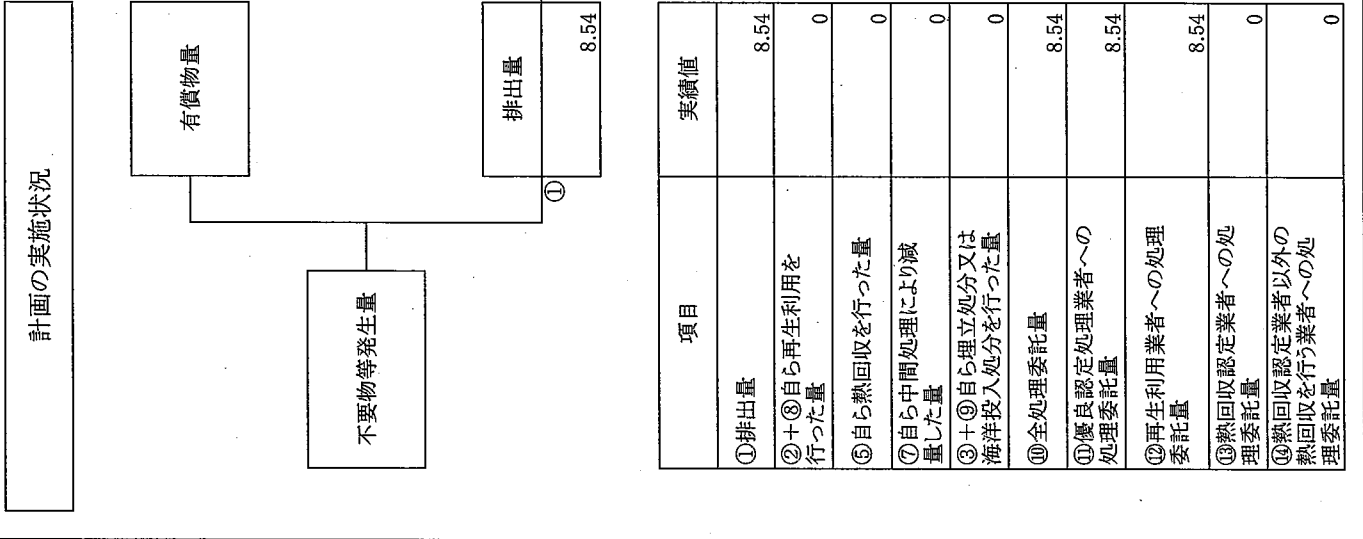 計画の実施状況
有償物量
不要物等発生量
排出量
①
8.54
項目
実績値
①排出量
8.54
②+⑧自ら再生利用を
行った量
0
⑤自ら熱回収を行った量
0
⑦自ら中間処理により減
量した量
0
③+⑨自ら埋立処分又は
海洋投入処分を行った量
0
⑩全処理委託量
8.54
⑪優良認定処理業者への
処理委託量
8.54
⑫再生利用業者への処理
委託量
8.54
⑬熱回収認定業者への処
理委託量
0
⑭熱回収認定業者以外の
熱回収を行う業者への処
理委託量
0